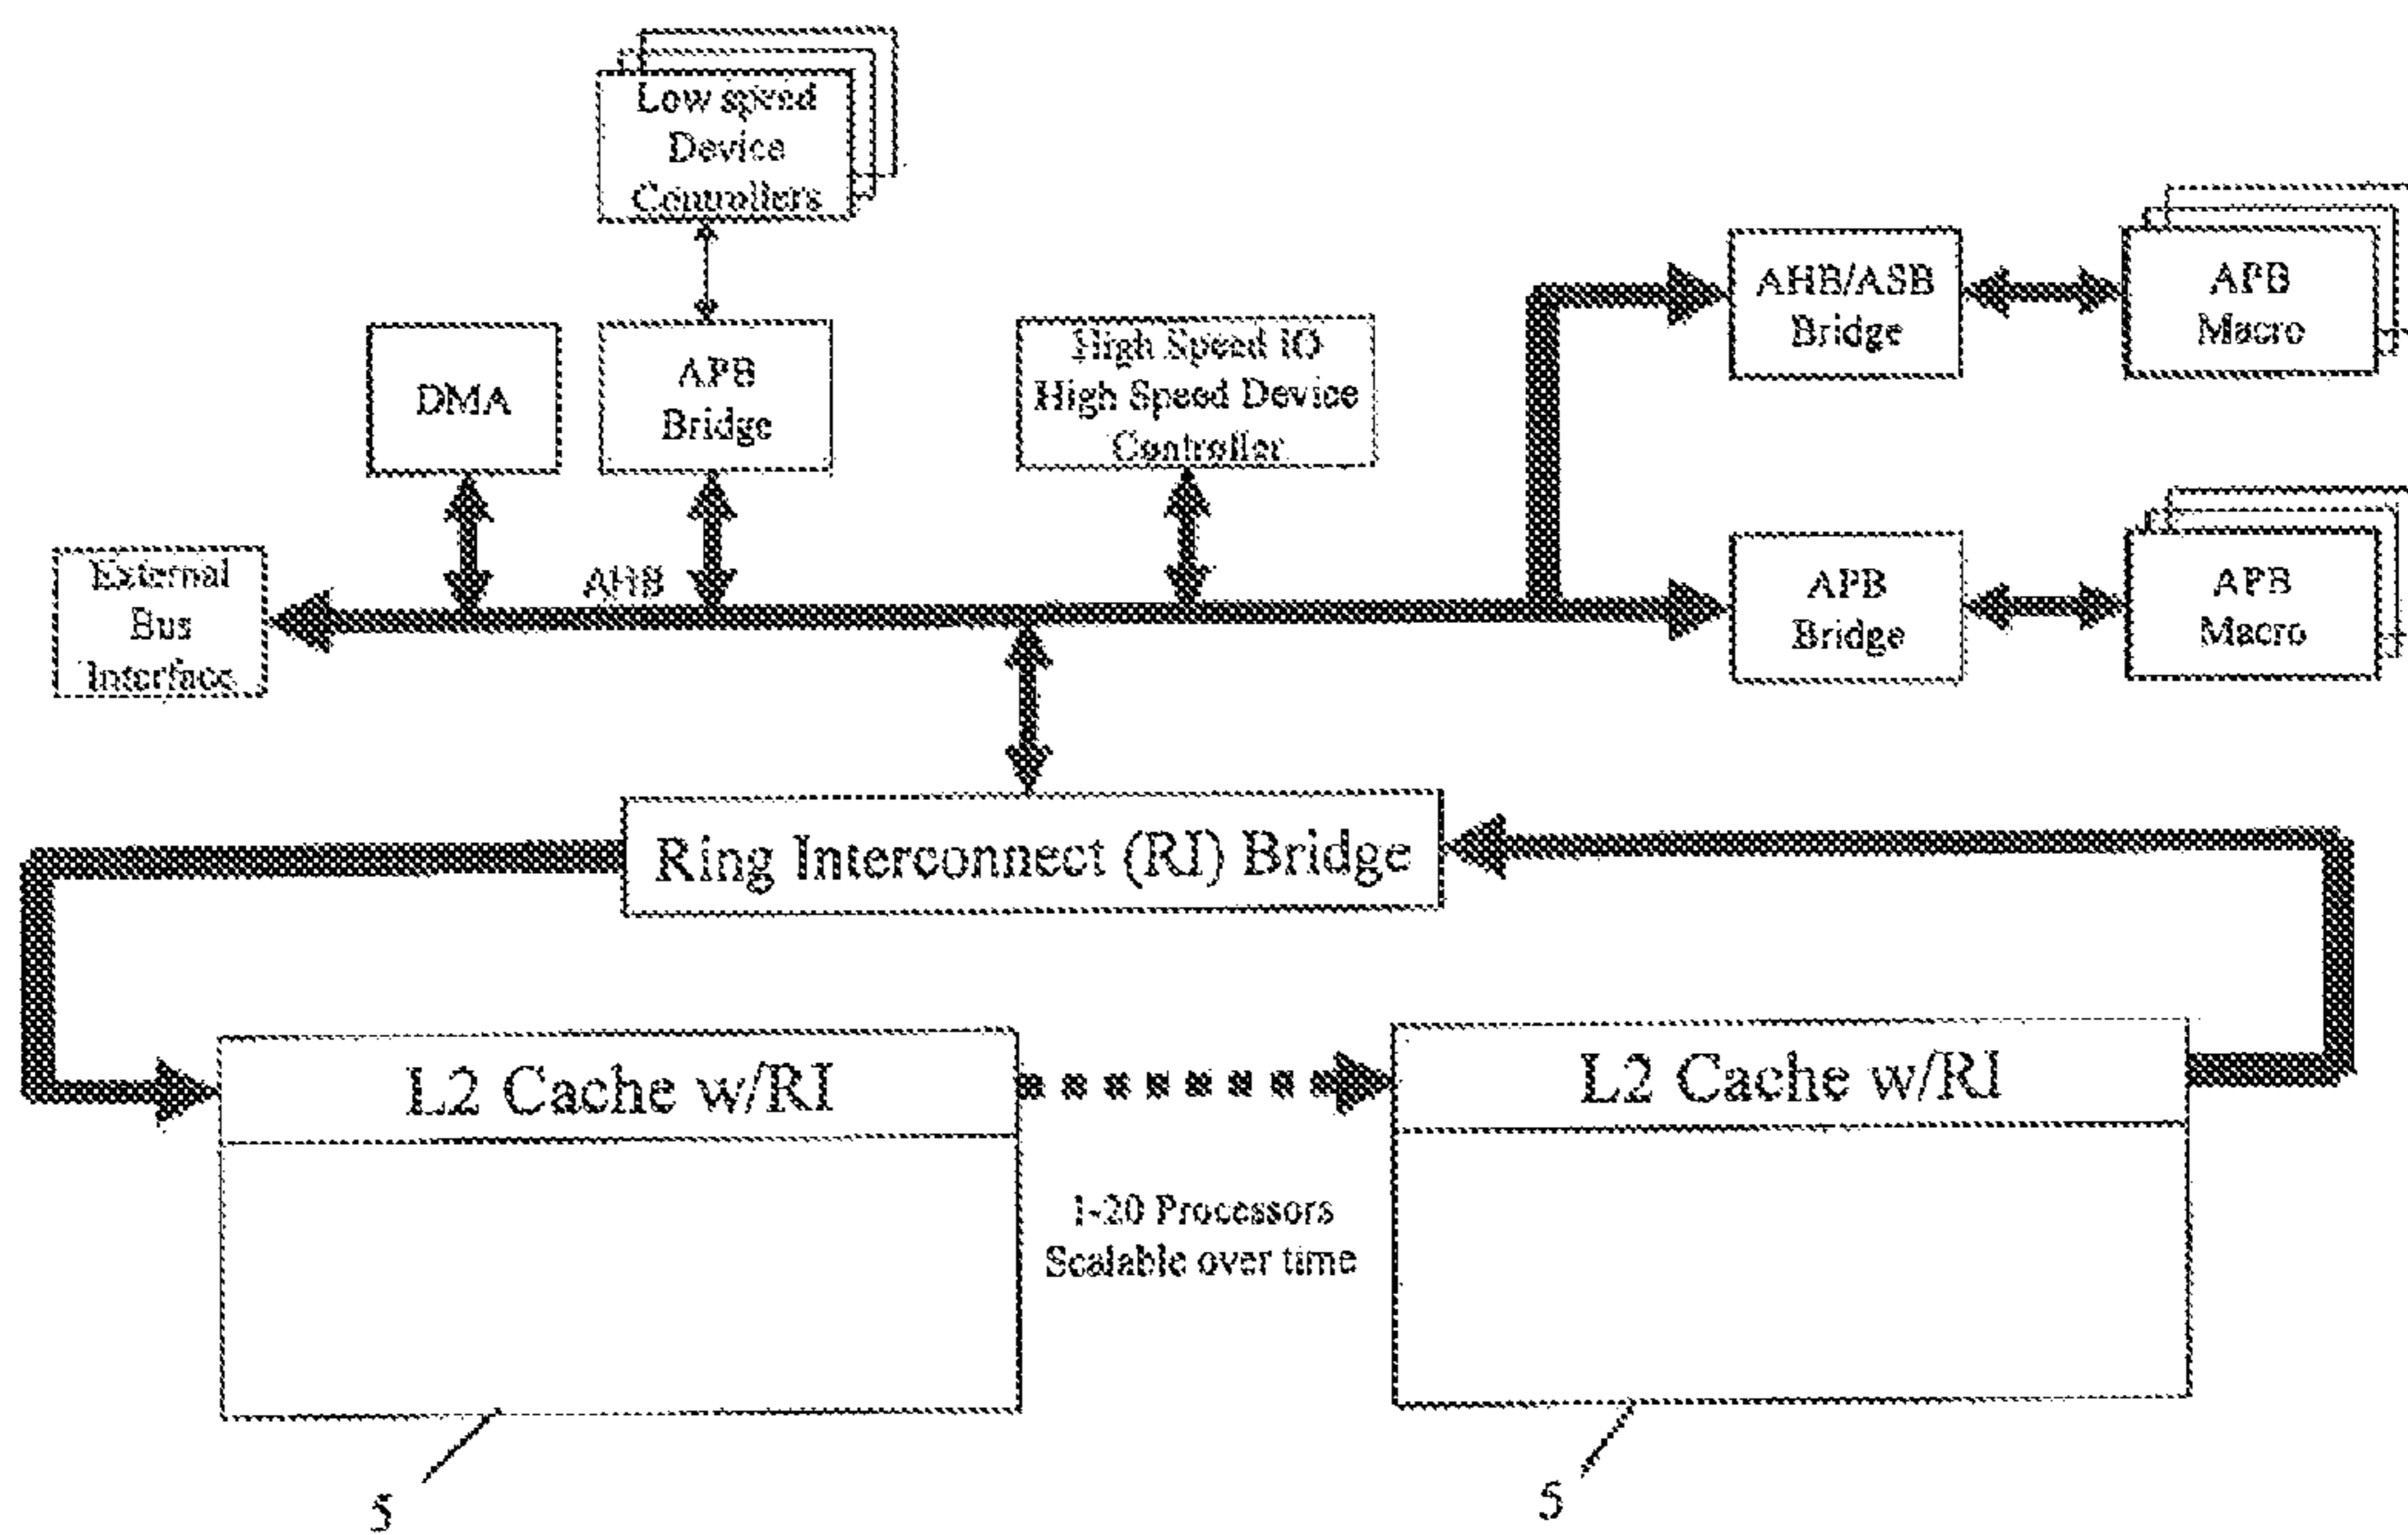 Low speed
Device
Controllers
DMA
APB
Bridge
High Speed IO
High Speed Device
Controller
AHB/ASB
Bridge
APB
Macro
External
Bus
Interface
AHB
APB
Bridge
APB
Macro
Ring Interconnect (RI) Bridge
L2 Cache w/RI
L2 Cache w/RI
1-20 Processors
Scalable over time
5
5